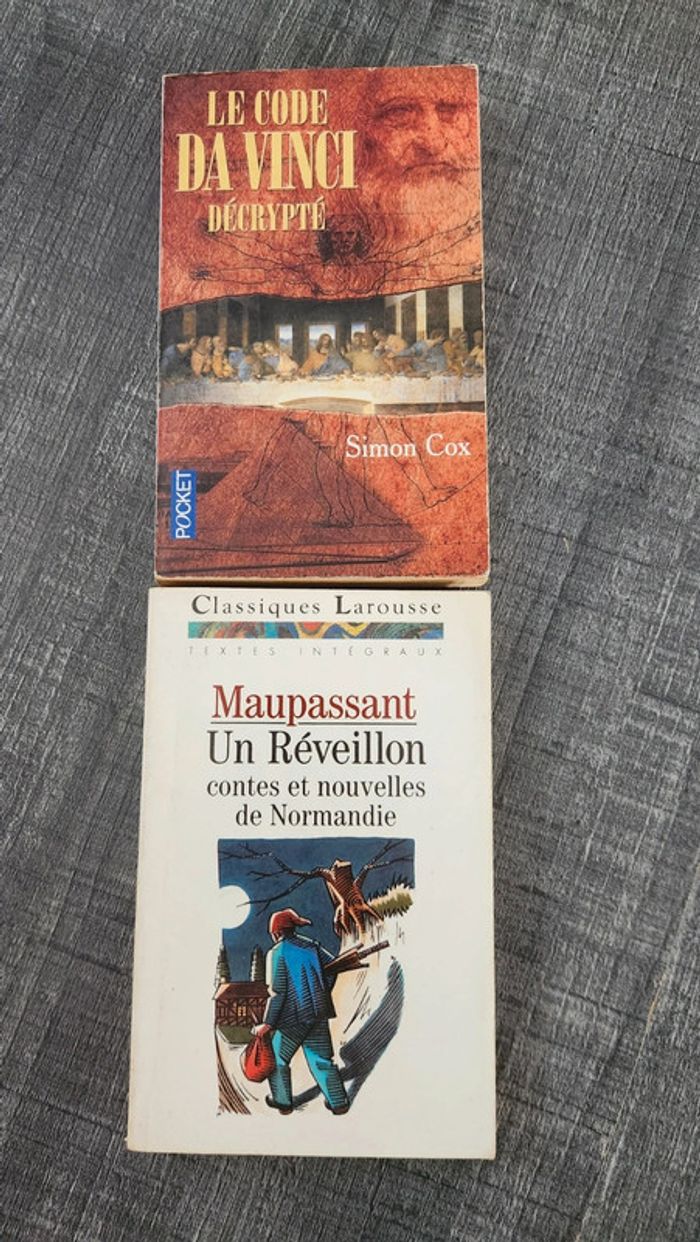 LE CODE
DA VINCI
DÉCRYPTÉ
Simon Cox
POCKET
Classiques Larousse
TEXTES INTÉGRAUX
Maupassant
Un Réveillon
contes et nouvelles
de Normandie